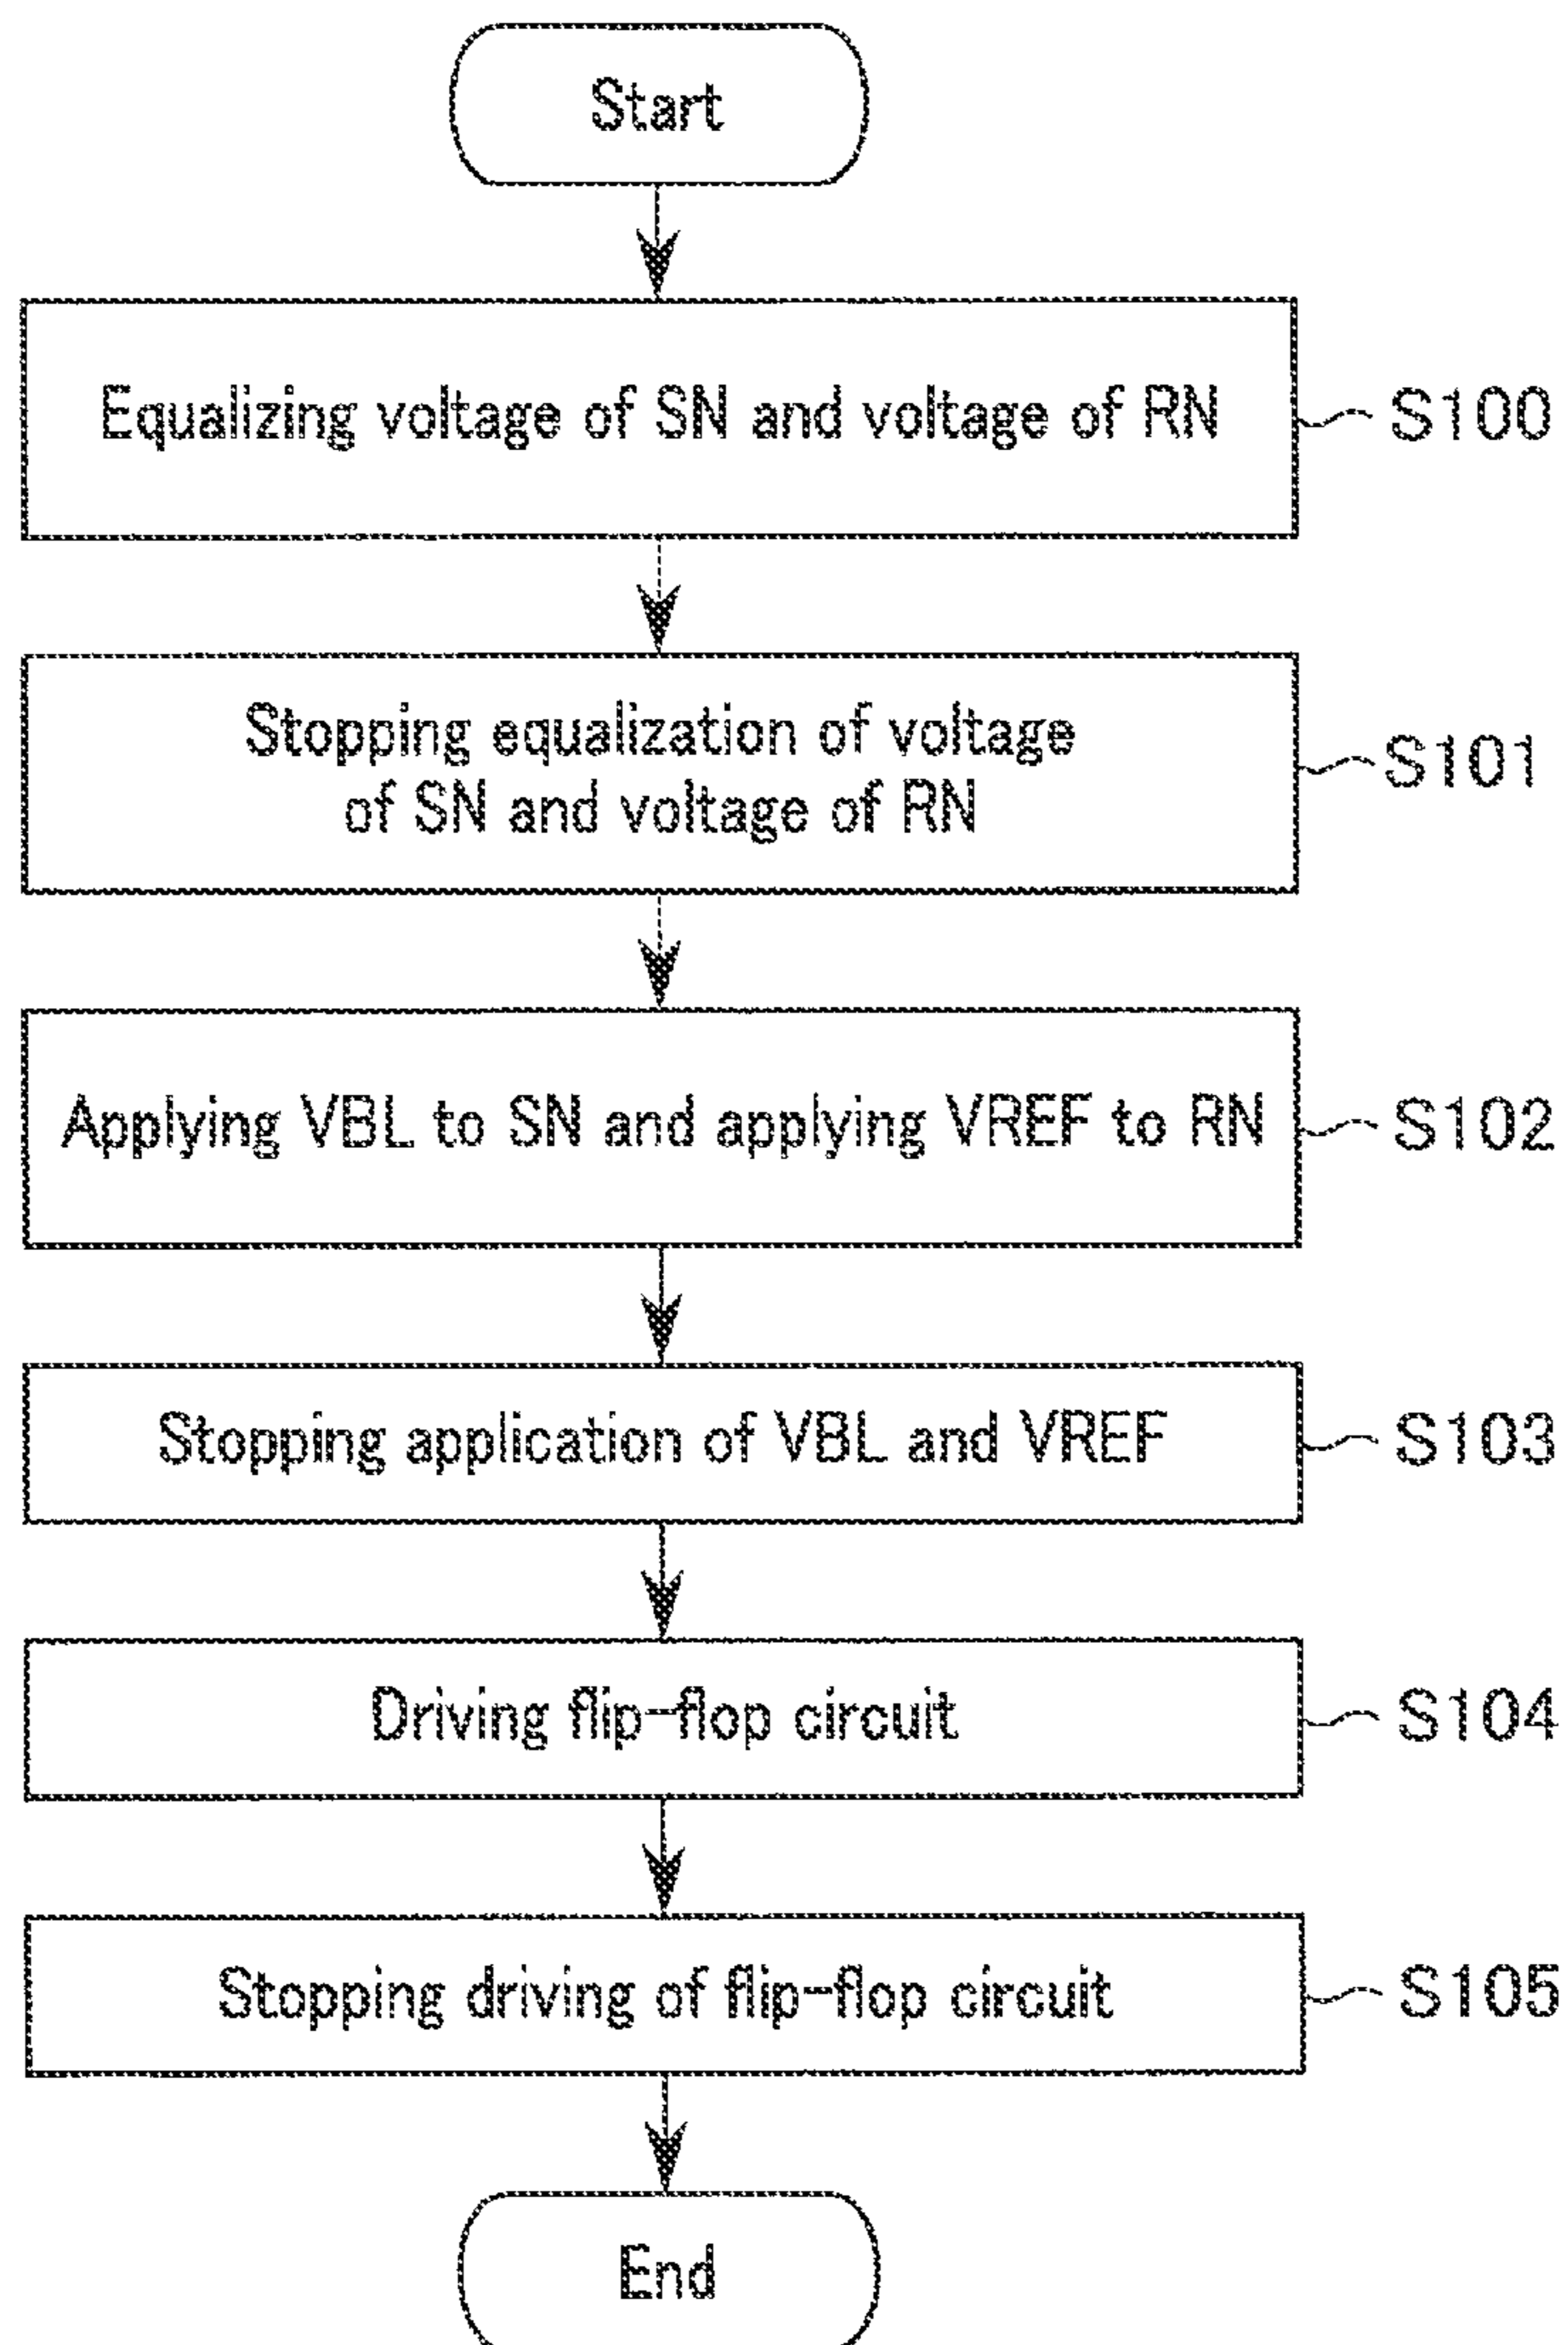 Start
Equalizing voltage of SN and voltage of RN
S100
Stopping equalization of voltage
of SN and voltage of RN
S101
Applying VBL to SN and applying VREF to RN
S102
Stopping application of VBL and VREF
S103
Driving flip-flop circuit
S104
Stopping driving of flip-flop circuit
S105
End